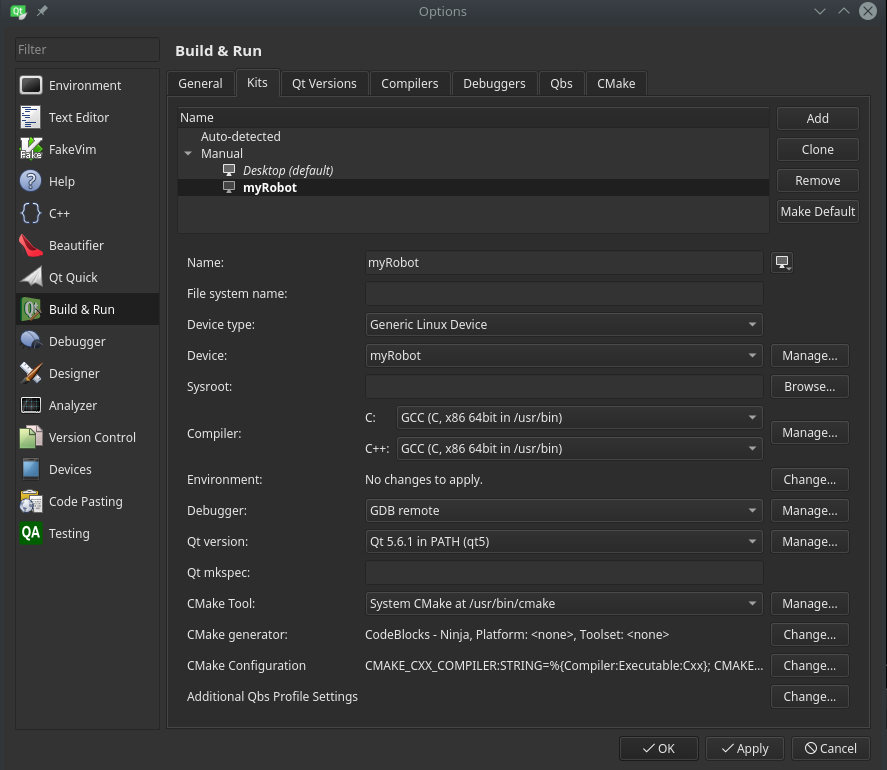 Options
Filter
Environment
Text Editor
FakeVim
Help
C++
Beautifier
Qt Quick
Build & Run
Debugger
Designer
Analyzer
Version Control
Devices
Code Pasting
QA Testing
Build & Run
General Kits Qt Versions Compilers Debuggers Qbs CMake
Name
Auto-detected
Manual
Desktop (default)
myRobot
Add
Clone
Remove
Make Default
Name: myRobot
File system name:
Device type: Generic Linux Device
Device: myRobot Manage...
Sysroot: Browse...
Compiler: Manage...
C: GCC (C, x86 64bit in /usr/bin)
C++: GCC (C, x86 64bit in /usr/bin)
Environment: No changes to apply. Change...
Debugger: GDB remote Manage...
Qt version: Qt 5.6.1 in PATH (qt5) Manage...
Qt mkspec:
CMake Tool: System CMake at /usr/bin/cmake Manage...
CMake generator: CodeBlocks - Ninja, Platform: <none>, Toolset: <none> Change...
CMake Configuration CMAKE_CXX_COMPILER:STRING=%{Compiler:Executable:Cxx}; CMAKE... Change...
Additional Qbs Profile Settings Change...
OK Apply Cancel